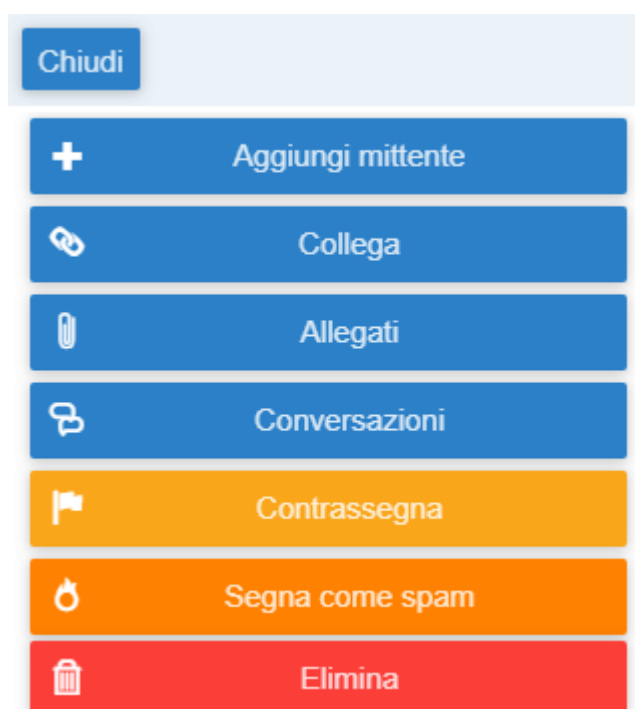 Chiudi
Aggiungi mittente
Collega
Allegati
Conversazioni
Contrassegna
Segna come spam
Elimina